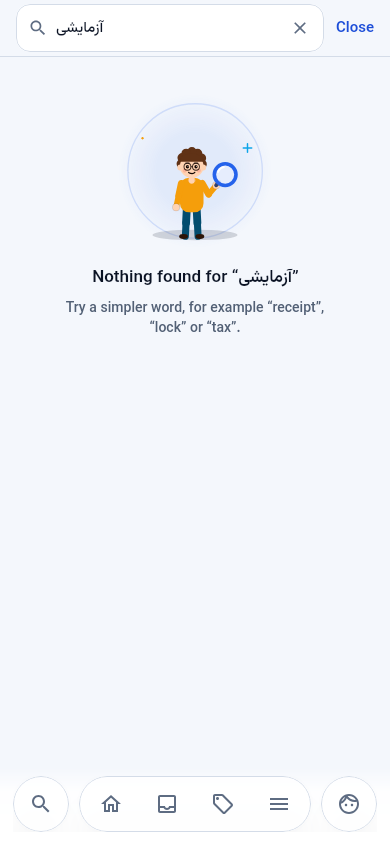 آزمایشی
Close
Nothing found for “آزمایشی”
Try a simpler word, for example “receipt”,
“lock” or “tax”.